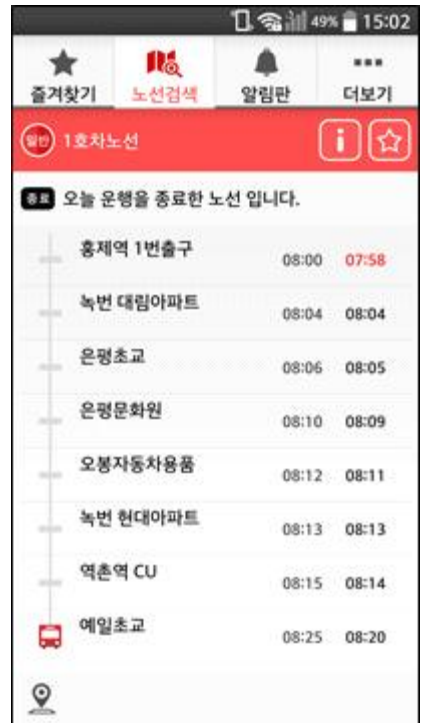 49% 15:02
즐겨찾기 노선검색 알림판 더보기
일반 1호차노선 i
종료 오늘 운행을 종료한 노선 입니다.
홍제역 1번출구 08:00 07:58
녹번 대림아파트 08:04 08:04
은평초교 08:06 08:05
은평문화원 08:10 08:09
오봉자동차용품 08:12 08:11
녹번 현대아파트 08:13 08:13
역촌역 CU 08:15 08:14
예일초교 08:25 08:20